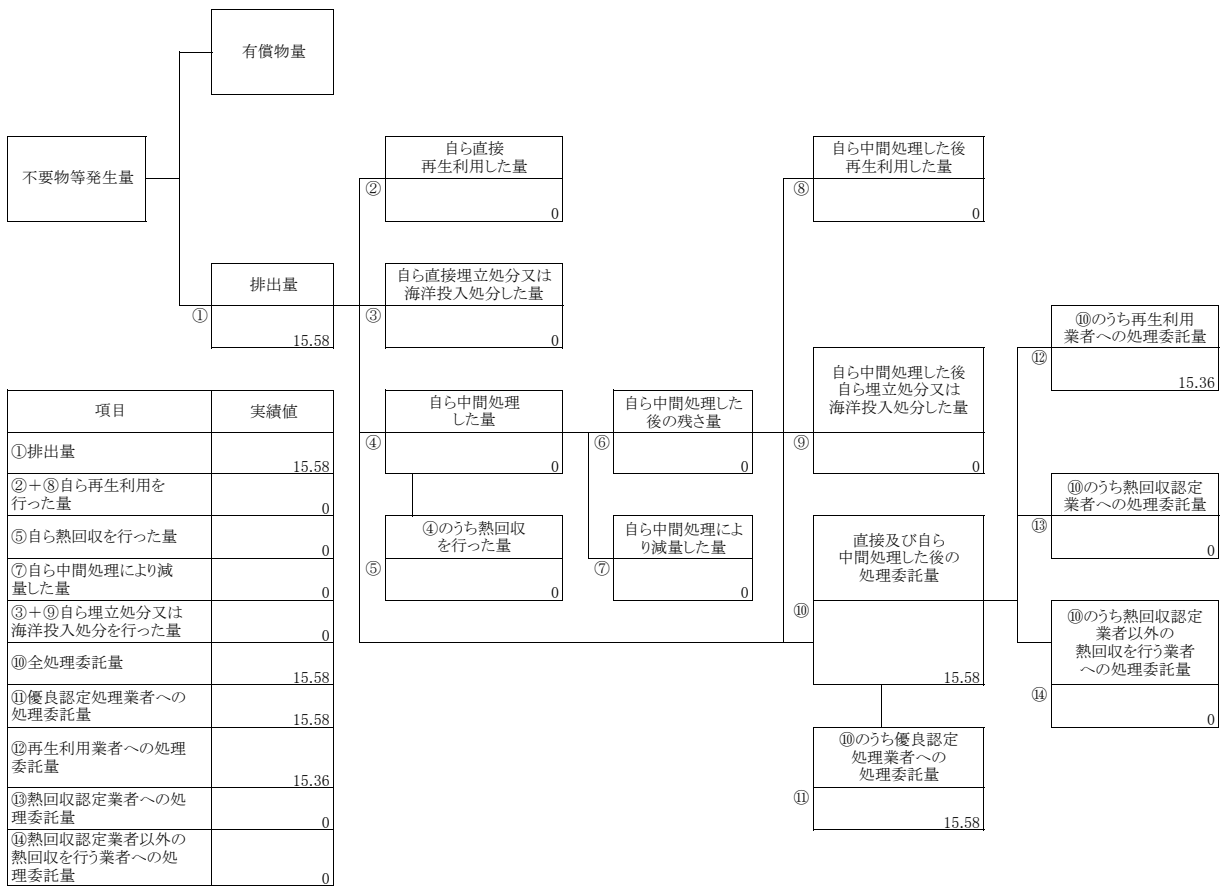 有償物量
不要物等発生量
自ら直接
再生利用した量
②
0
自ら中間処理した後
再生利用した量
⑧
0
排出量
①
15.58
自ら直接埋立処分又は
海洋投入処分した量
③
0
⑩のうち再生利用
業者への処理委託量
⑫
15.36
自ら中間処理
した量
④
0
自ら中間処理した
後の残さ量
⑥
0
自ら中間処理した後
自ら埋立処分又は
海洋投入処分した量
⑨
0
⑩のうち熱回収認定
業者への処理委託量
⑬
0
④のうち熱回収
を行った量
⑤
0
自ら中間処理によ
り減量した量
⑦
0
直接及び自ら
中間処理した後の
処理委託量
⑩
15.58
⑩のうち熱回収認定
業者以外の
熱回収を行う業者
への処理委託量
⑭
0
⑩のうち優良認定
処理業者への
処理委託量
⑪
15.58
項目 実績値
①排出量
15.58
②＋⑧自ら再生利用を
行った量
0
⑤自ら熱回収を行った量
0
⑦自ら中間処理により減
量した量
0
③＋⑨自ら埋立処分又は
海洋投入処分を行った量
0
⑩全処理委託量
15.58
⑪優良認定処理業者への
処理委託量
15.58
⑫再生利用業者への処理
委託量
15.36
⑬熱回収認定業者への処
理委託量
0
⑭熱回収認定業者以外の
熱回収を行う業者への処
理委託量
0